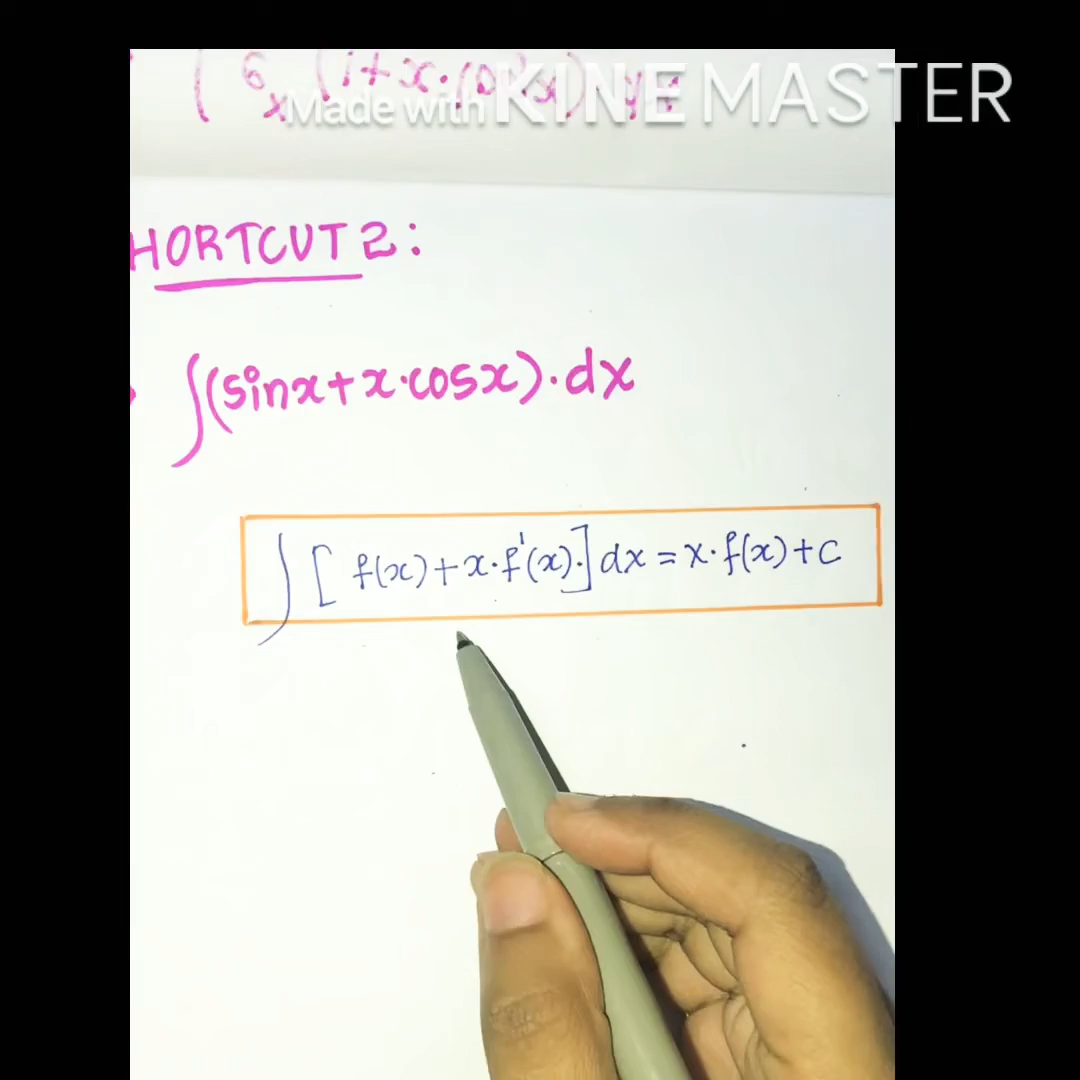 Made with KINEMASTER
HORTCUT 2:
∫(sinx+x·cosx)·dx
∫[f(x)+x·f'(x)·]dx=x·f(x)+c